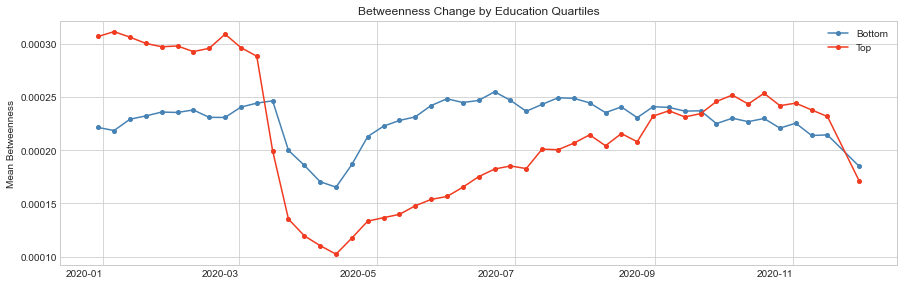 Betweenness Change by Education Quartiles
Bottom
Top
Mean Betweenness
0.00030
0.00025
0.00020
0.00015
0.00010
2020-01
2020-03
2020-05
2020-07
2020-09
2020-11